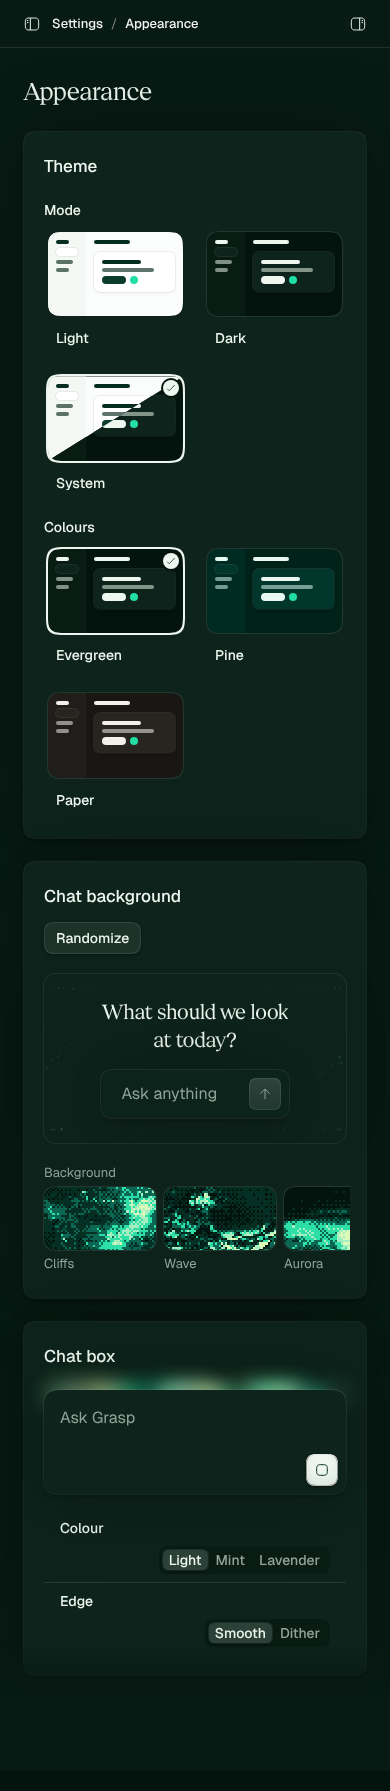 Settings / Appearance
Appearance
Theme
Mode
Light
Dark
System
Colours
Evergreen
Pine
Paper
Chat background
Randomize
What should we look
at today?
Ask anything
Background
Cliffs
Wave
Aurora
Chat box
Ask Grasp
Colour
Light Mint Lavender
Edge
Smooth Dither